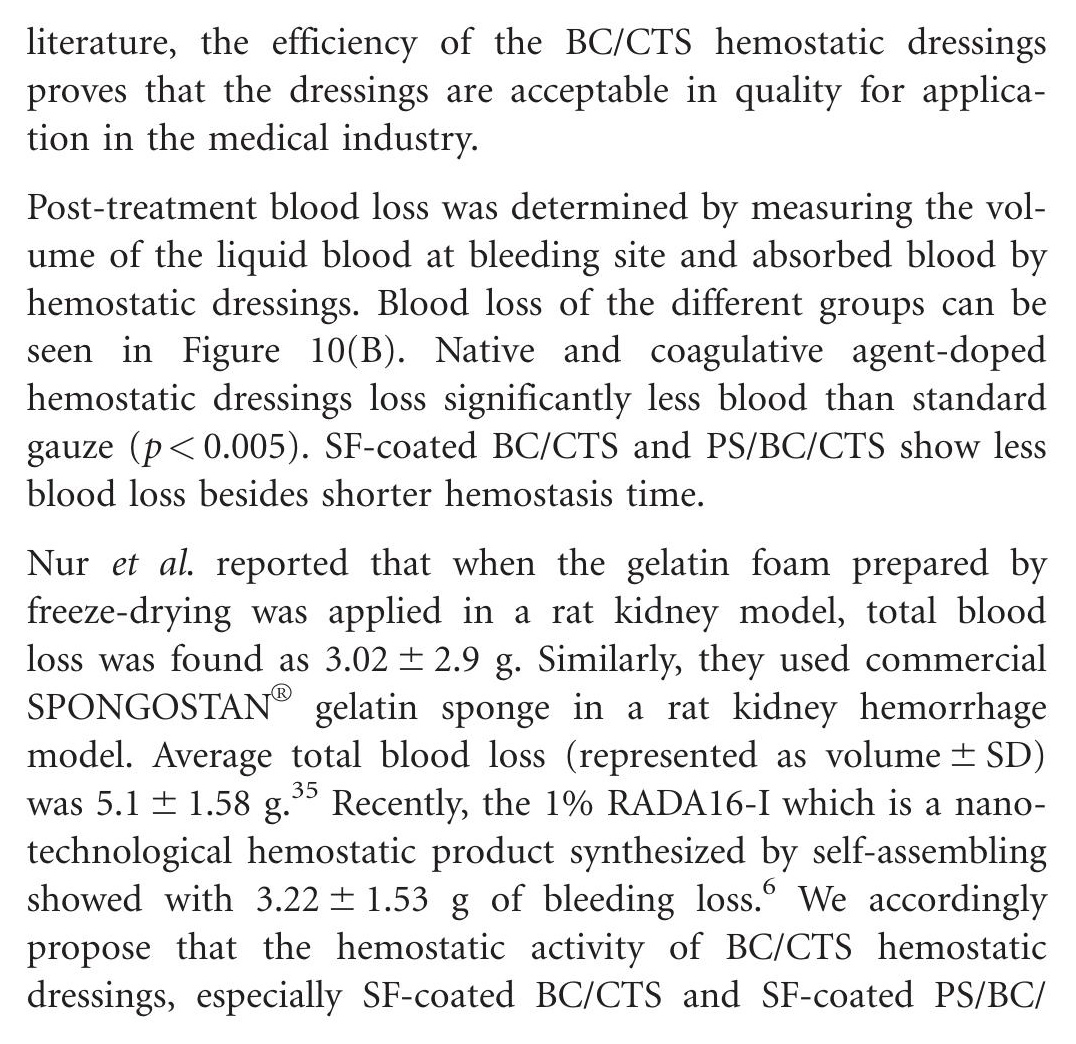 literature, the efficiency of the BC/CTS hemostatic dressings
proves that the dressings are acceptable in quality for applica-
tion in the medical industry.
Post-treatment blood loss was determined by measuring the vol-
ume of the liquid blood at bleeding site and absorbed blood by
hemostatic dressings. Blood loss of the different groups can be
seen in Figure 10(B). Native and coagulative agent-doped
hemostatic dressings loss significantly less blood than standard
gauze (p < 0.005). SF-coated BC/CTS and PS/BC/CTS show less
blood loss besides shorter hemostasis time.
Nur et al. reported that when the gelatin foam prepared by
freeze-drying was applied in a rat kidney model, total blood
loss was found as 3.02 ± 2.9 g. Similarly, they used commercial
SPONGOSTAN® gelatin sponge in a rat kidney hemorrhage
model. Average total blood loss (represented as volume ± SD)
was 5.1 ± 1.58 g.35 Recently, the 1% RADA16-I which is a nano-
technological hemostatic product synthesized by self-assembling
showed with 3.22 ± 1.53 g of bleeding loss.6 We accordingly
propose that the hemostatic activity of BC/CTS hemostatic
dressings, especially SF-coated BC/CTS and SF-coated PS/BC/